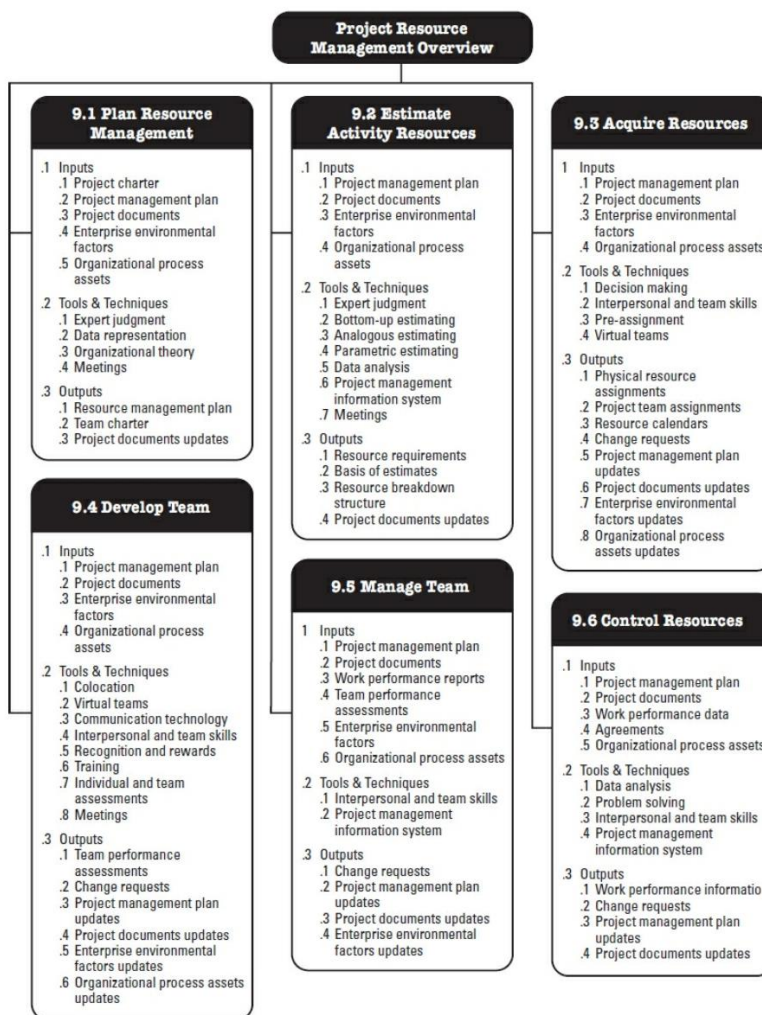 Project Resource
Management Overview
9.1 Plan Resource
Management
.1 Inputs
.1 Project charter
.2 Project management plan
.3 Project documents
.4 Enterprise environmental
factors
.5 Organizational process
assets
.2 Tools & Techniques
.1 Expert judgment
.2 Data representation
.3 Organizational theory
.4 Meetings
.3 Outputs
.1 Resource management plan
.2 Team charter
.3 Project documents updates
9.2 Estimate
Activity Resources
.1 Inputs
.1 Project management plan
.2 Project documents
.3 Enterprise environmental
factors
.4 Organizational process
assets
.2 Tools & Techniques
.1 Expert judgment
.2 Bottom-up estimating
.3 Analogous estimating
.4 Parametric estimating
.5 Data analysis
.6 Project management
information system
.7 Meetings
.3 Outputs
.1 Resource requirements
.2 Basis of estimates
.3 Resource breakdown
structure
.4 Project documents updates
9.3 Acquire Resources
1 Inputs
.1 Project management plan
.2 Project documents
.3 Enterprise environmental
factors
.4 Organizational process assets
.2 Tools & Techniques
.1 Decision making
.2 Interpersonal and team skills
.3 Pre-assignment
.4 Virtual teams
.3 Outputs
.1 Physical resource
assignments
.2 Project team assignments
.3 Resource calendars
.4 Change requests
.5 Project management plan
updates
.6 Project documents updates
.7 Enterprise environmental
factors updates
.8 Organizational process
assets updates
9.4 Develop Team
.1 Inputs
.1 Project management plan
.2 Project documents
.3 Enterprise environmental
factors
.4 Organizational process
assets
.2 Tools & Techniques
.1 Colocation
.2 Virtual teams
.3 Communication technology
.4 Interpersonal and team skills
.5 Recognition and rewards
.6 Training
.7 Individual and team
assessments
.8 Meetings
.3 Outputs
.1 Team performance
assessments
.2 Change requests
.3 Project management plan
updates
.4 Project documents updates
.5 Enterprise environmental
factors updates
.6 Organizational process assets
updates
9.5 Manage Team
1 Inputs
.1 Project management plan
.2 Project documents
.3 Work performance reports
.4 Team performance
assessments
.5 Enterprise environmental
factors
.6 Organizational process assets
.2 Tools & Techniques
.1 Interpersonal and team skills
.2 Project management
information system
.3 Outputs
.1 Change requests
.2 Project management plan
updates
.3 Project documents updates
.4 Enterprise environmental
factors updates
9.6 Control Resources
.1 Inputs
.1 Project management plan
.2 Project documents
.3 Work performance data
.4 Agreements
.5 Organizational process assets
.2 Tools & Techniques
.1 Data analysis
.2 Problem solving
.3 Interpersonal and team skills
.4 Project management
information system
.3 Outputs
.1 Work performance informatio
.2 Change requests
.3 Project management plan
updates
.4 Project documents updates